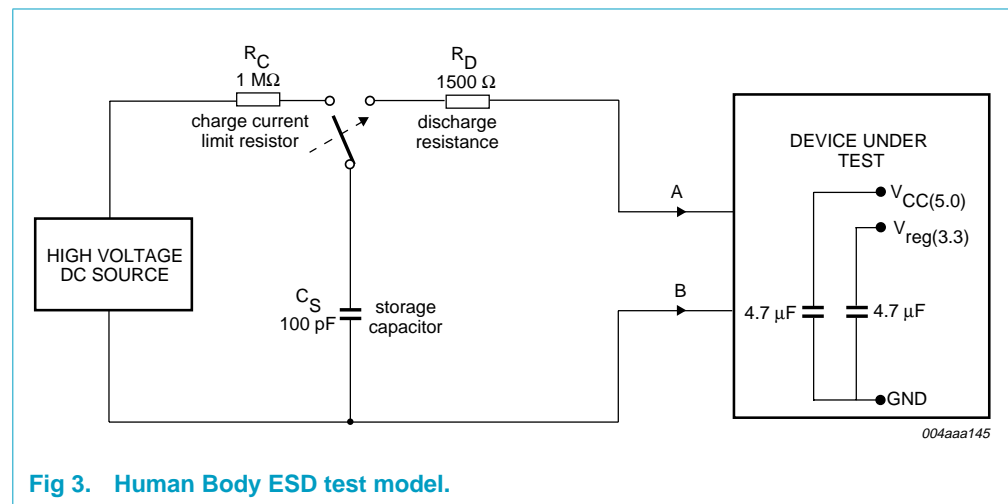 R_C
1 MΩ
charge current
limit resistor
R_D
1500 Ω
discharge
resistance
HIGH VOLTAGE
DC SOURCE
C_S
100 pF
storage
capacitor
A
B
DEVICE UNDER
TEST
V_CC(5.0)
V_reg(3.3)
4.7 μF
4.7 μF
GND
004aaa145
Fig 3. Human Body ESD test model.